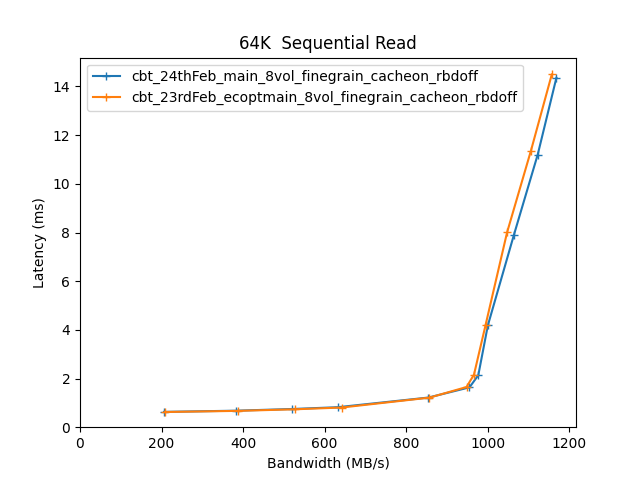 64K  Sequential Read
cbt_24thFeb_main_8vol_finegrain_cacheon_rbdoff
cbt_23rdFeb_ecoptmain_8vol_finegrain_cacheon_rbdoff
Latency (ms)
14
12
10
8
6
4
2
0
0 200 400 600 800 1000 1200
Bandwidth (MB/s)